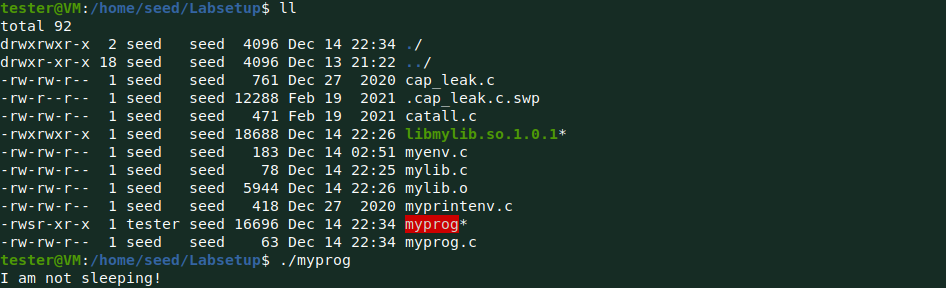 tester@VM:/home/seed/Labsetup$ ll
total 92
drwxrwxr-x  2 seed   seed  4096 Dec 14 22:34 ./
drwxr-xr-x 18 seed   seed  4096 Dec 13 21:22 ../
-rw-rw-r--  1 seed   seed   761 Dec 27  2020 cap_leak.c
-rw-r--r--  1 seed   seed 12288 Feb 19  2021 .cap_leak.c.swp
-rw-rw-r--  1 seed   seed   471 Feb 19  2021 catall.c
-rwxrwxr-x  1 seed   seed 18688 Dec 14 22:26 libmylib.so.1.0.1*
-rw-rw-r--  1 seed   seed   183 Dec 14 02:51 myenv.c
-rw-rw-r--  1 seed   seed    78 Dec 14 22:25 mylib.c
-rw-rw-r--  1 seed   seed  5944 Dec 14 22:26 mylib.o
-rw-rw-r--  1 seed   seed   418 Dec 27  2020 myprintenv.c
-rwsr-xr-x  1 tester seed 16696 Dec 14 22:34 myprog*
-rw-rw-r--  1 seed   seed    63 Dec 14 22:34 myprog.c
tester@VM:/home/seed/Labsetup$ ./myprog
I am not sleeping!